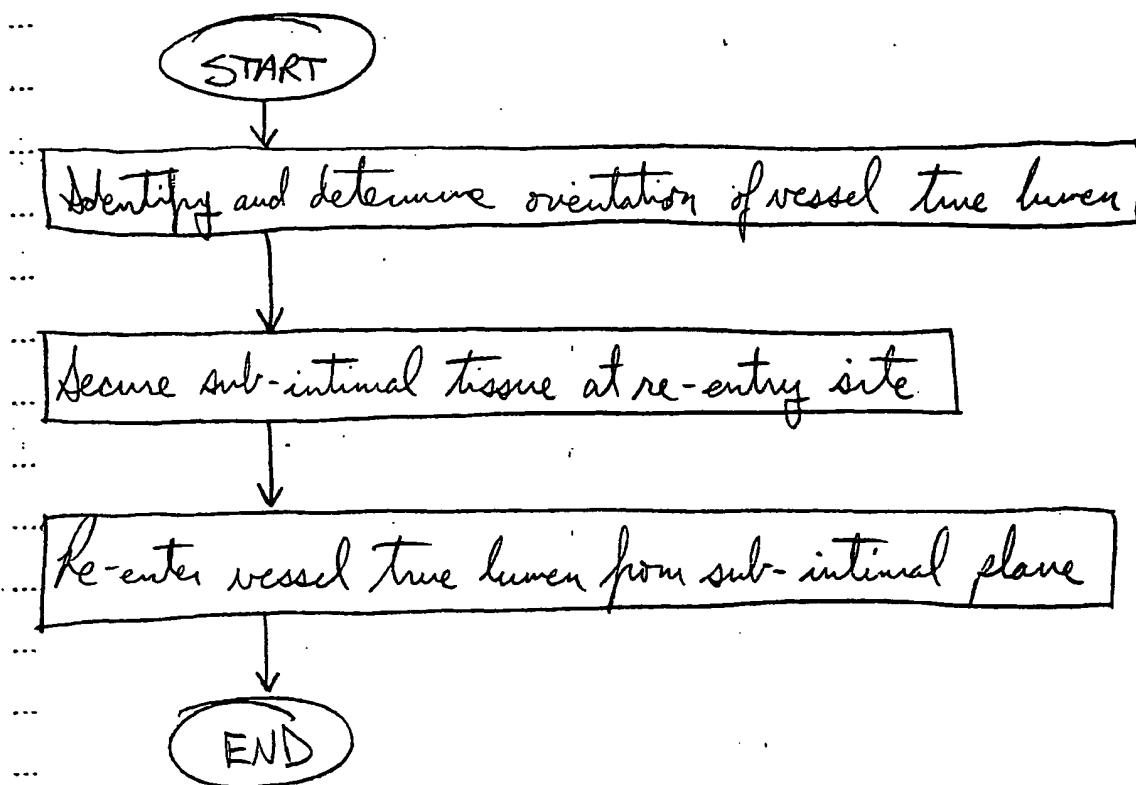 START
Identify and determine orientation of vessel true lumen
Secure sub-intimal tissue at re-entry site
Re-enter vessel true lumen from sub-intimal plane
END